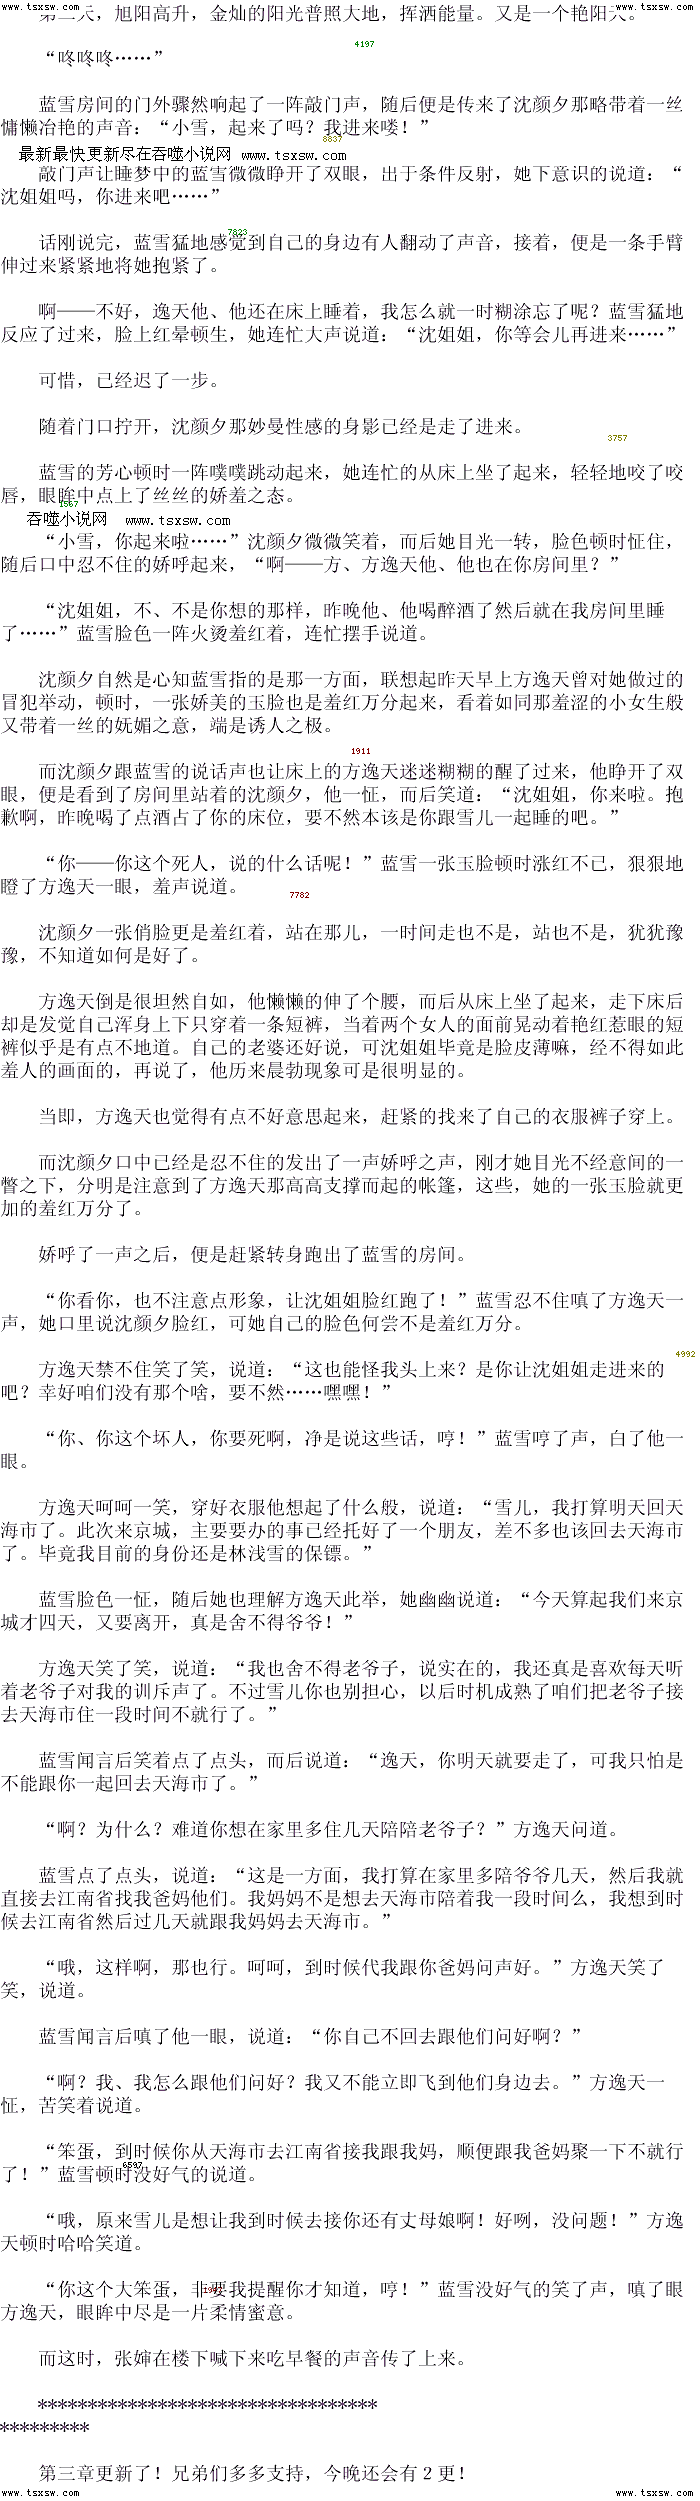 www.tsxsw.com www.tsxsw.com
第二天，旭阳高升，金灿的阳光普照大地，挥洒能量。又是一个艳阳天。
4197
“咚咚咚……”
蓝雪房间的门外骤然响起了一阵敲门声，随后便是传来了沈颜夕那略带着一丝
慵懒冶艳的声音：“小雪，起来了吗？我进来喽！”
8837
最新最快更新尽在吞噬小说网 www.tsxsw.com
敲门声让睡梦中的蓝雪微微睁开了双眼，出于条件反射，她下意识的说道：“
沈姐姐吗，你进来吧……”
7823
话刚说完，蓝雪猛地感觉到自己的身边有人翻动了声音，接着，便是一条手臂
伸过来紧紧地将她抱紧了。
啊——不好，逸天他、他还在床上睡着，我怎么就一时糊涂忘了呢？蓝雪猛地
反应了过来，脸上红晕顿生，她连忙大声说道：“沈姐姐，你等会儿再进来……”
可惜，已经迟了一步。
随着门口拧开，沈颜夕那妙曼性感的身影已经是走了进来。
3757
蓝雪的芳心顿时一阵噗噗跳动起来，她连忙的从床上坐了起来，轻轻地咬了咬
唇，眼眸中点上了丝丝的娇羞之态。
1567
吞噬小说网 www.tsxsw.com
“小雪，你起来啦……”沈颜夕微微笑着，而后她目光一转，脸色顿时怔住，
随后口中忍不住的娇呼起来，“啊——方、方逸天他、他也在你房间里？”
“沈姐姐，不、不是你想的那样，昨晚他、他喝醉酒了然后就在我房间里睡
了……”蓝雪脸色一阵火烫羞红着，连忙摆手说道。
沈颜夕自然是心知蓝雪指的是那一方面，联想起昨天早上方逸天曾对她做过的
冒犯举动，顿时，一张娇美的玉脸也是羞红万分起来，看着如同那羞涩的小女生般
又带着一丝的妩媚之意，端是诱人之极。
1911
而沈颜夕跟蓝雪的说话声也让床上的方逸天迷迷糊糊的醒了过来，他睁开了双
眼，便是看到了房间里站着的沈颜夕，他一怔，而后笑道：“沈姐姐，你来啦。抱
歉啊，昨晚喝了点酒占了你的床位，要不然本该是你跟雪儿一起睡的吧。”
“你——你这个死人，说的什么话呢！”蓝雪一张玉脸顿时涨红不已，狠狠地
瞪了方逸天一眼，羞声说道。
7782
沈颜夕一张俏脸更是羞红着，站在那儿，一时间走也不是，站也不是，犹犹豫
豫，不知道如何是好了。
方逸天倒是很坦然自如，他懒懒的伸了个腰，而后从床上坐了起来，走下床后
却是发觉自己浑身上下只穿着一条短裤，当着两个女人的面前晃动着艳红惹眼的短
裤似乎是有点不地道。自己的老婆还好说，可沈姐姐毕竟是脸皮薄嘛，经不得如此
羞人的画面的，再说了，他历来晨勃现象可是很明显的。
当即，方逸天也觉得有点不好意思起来，赶紧的找来了自己的衣服裤子穿上。
而沈颜夕口中已经是忍不住的发出了一声娇呼之声，刚才她目光不经意间的一
瞥之下，分明是注意到了方逸天那高高支撑而起的帐篷，这些，她的一张玉脸就更
加的羞红万分了。
娇呼了一声之后，便是赶紧转身跑出了蓝雪的房间。
“你看你，也不注意点形象，让沈姐姐脸红跑了！”蓝雪忍不住嗔了方逸天一
声，她口里说沈颜夕脸红，可她自己的脸色何尝不是羞红万分。
4992
方逸天禁不住笑了笑，说道：“这也能怪我头上来？是你让沈姐姐走进来的
吧？幸好咱们没有那个啥，要不然……嘿嘿！”
“你、你这个坏人，你要死啊，净是说这些话，哼！”蓝雪哼了声，白了他一
眼。
方逸天呵呵一笑，穿好衣服他想起了什么般，说道：“雪儿，我打算明天回天
海市了。此次来京城，主要要办的事已经托好了一个朋友，差不多也该回去天海市
了。毕竟我目前的身份还是林浅雪的保镖。”
蓝雪脸色一怔，随后她也理解方逸天此举，她幽幽说道：“今天算起我们来京
城才四天，又要离开，真是舍不得爷爷！”
方逸天笑了笑，说道：“我也舍不得老爷子，说实在的，我还真是喜欢每天听
着老爷子对我的训斥声了。不过雪儿你也别担心，以后时机成熟了咱们把老爷子接
去天海市住一段时间不就行了。”
蓝雪闻言后笑着点了点头，而后说道：“逸天，你明天就要走了，可我只怕是
不能跟你一起回去天海市了。”
“啊？为什么？难道你想在家里多住几天陪陪老爷子？”方逸天问道。
蓝雪点了点头，说道：“这是一方面，我打算在家里多陪爷爷几天，然后我就
直接去江南省找我爸妈他们。我妈妈不是想去天海市陪着我一段时间么，我想到时
候去江南省然后过几天就跟我妈妈去天海市。”
“哦，这样啊，那也行。呵呵，到时候代我跟你爸妈问声好。”方逸天笑了
笑，说道。
蓝雪闻言后嗔了他一眼，说道：“你自己不回去跟他们问好啊？”
“啊？我、我怎么跟他们问好？我又不能立即飞到他们身边去。”方逸天一
怔，苦笑着说道。
“笨蛋，到时候你从天海市去江南省接我跟我妈，顺便跟我爸妈聚一下不就行
6597
了！”蓝雪顿时没好气的说道。
“哦，原来雪儿是想让我到时候去接你还有丈母娘啊！好咧，没问题！”方逸
天顿时哈哈笑道。
“你这个大笨蛋，非要我提醒你才知道，哼！”蓝雪没好气的笑了声，嗔了眼
方逸天，眼眸中尽是一片柔情蜜意。
而这时，张婶在楼下喊下来吃早餐的声音传了上来。
**********************************
*********
第三章更新了！兄弟们多多支持，今晚还会有2更！
www.tsxsw.com www.tsxsw.com